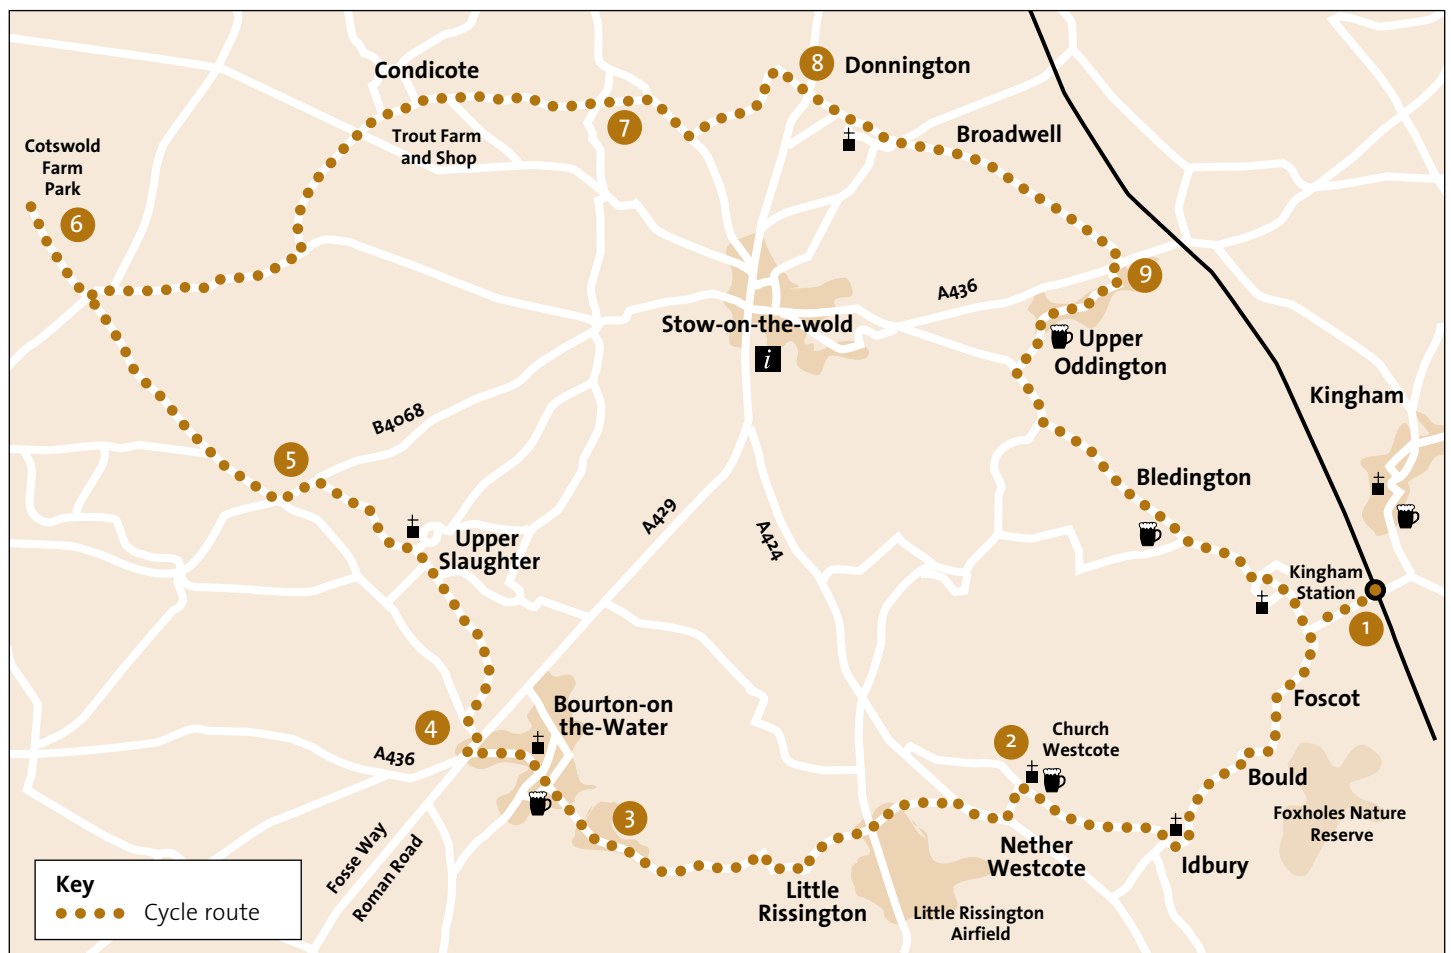 8
Donnington
Condicote
7
Broadwell
Trout Farm
and Shop
Cotswold
Farm
Park
6
9
A436
Stow-on-the-wold
i
Upper
Oddington
Kingham
B4068
5
Bledington
A429
A424
Upper
Slaughter
Kingham
Station
1
Foscot
Bourton-on
the-Water
4
A436
2
Church
Westcote
Bould
3
Foxholes Nature
Reserve
Nether
Westcote
Idbury
Fosse Way
Roman Road
Little
Rissington
Little Rissington
Airfield
Key
Cycle route